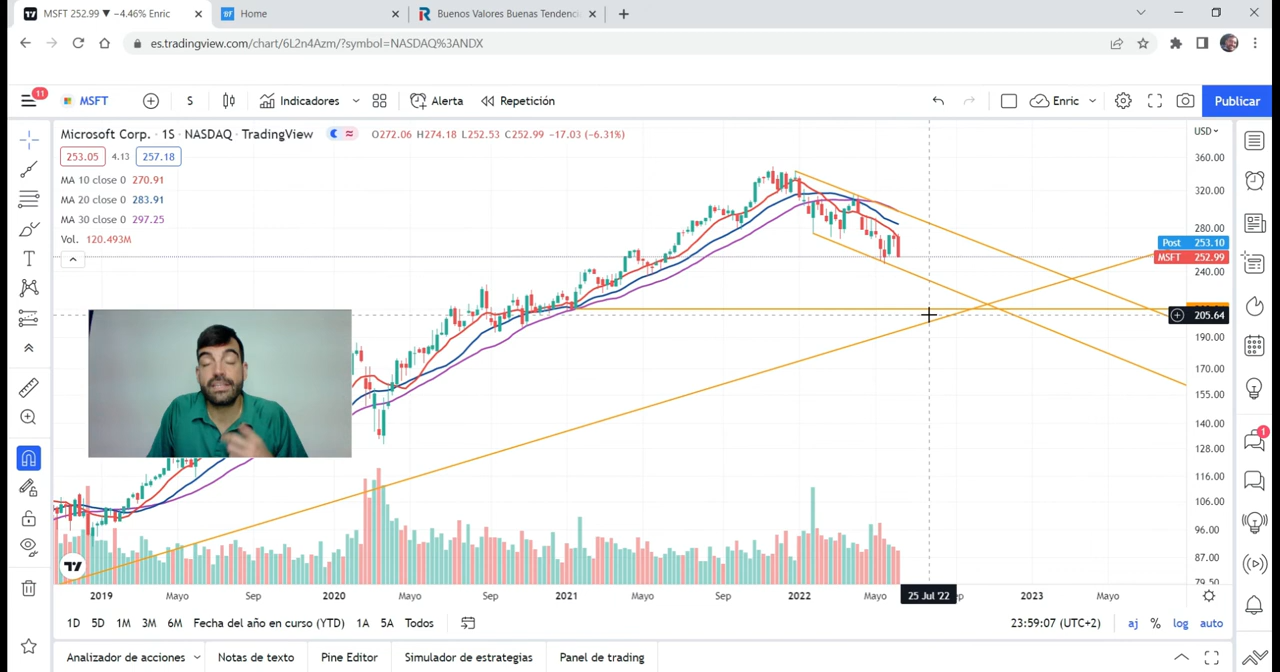 MSFT 252.99 ▼ −4.46% Enric
Home
Buenos Valores Buenas Tendenci
es.tradingview.com/chart/6L2n4Azm/?symbol=NASDAQ%3ANDX
11
MSFT
S
Indicadores
Alerta
Repetición
Enric
Publicar
Microsoft Corp. · 1S · NASDAQ · TradingView
O272.06 H274.18 L252.53 C252.99 −17.03 (−6.31%)
USD
253.05
4.13
257.18
MA 10 close 0 270.91
MA 20 close 0 283.91
MA 30 close 0 297.25
Vol. 120.493M
360.00
320.00
280.00
Post 253.10
MSFT 252.99
240.00
205.64
190.00
170.00
155.00
140.00
128.00
116.00
106.00
96.00
87.00
79.50
1
2019
Mayo
Sep
2020
Mayo
Sep
2021
Mayo
Sep
2022
Mayo
25 Jul '22
ep
2023
Mayo
1D 5D 1M 3M 6M Fecha del año en curso (YTD) 1A 5A Todos
23:59:07 (UTC+2)
aj % log auto
Analizador de acciones
Notas de texto
Pine Editor
Simulador de estrategias
Panel de trading